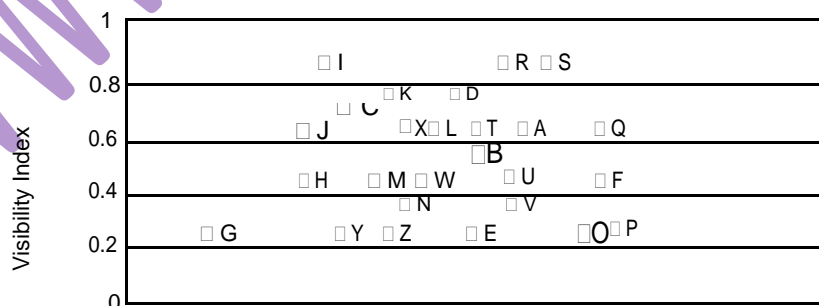 1
I R S
0.8
K D
C
X L T A Q
J
0.6
B
H M W U F
0.4
N V
G Y Z E O P
0.2
0
Visibility Index